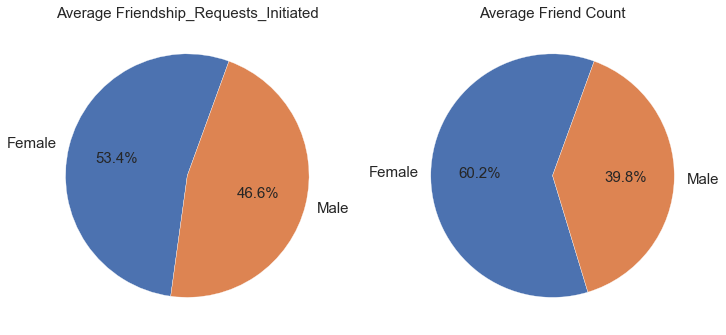 Average Friendship_Requests_Initiated
Female
53.4%
46.6%
Male
Average Friend Count
Female
60.2%
39.8%
Male